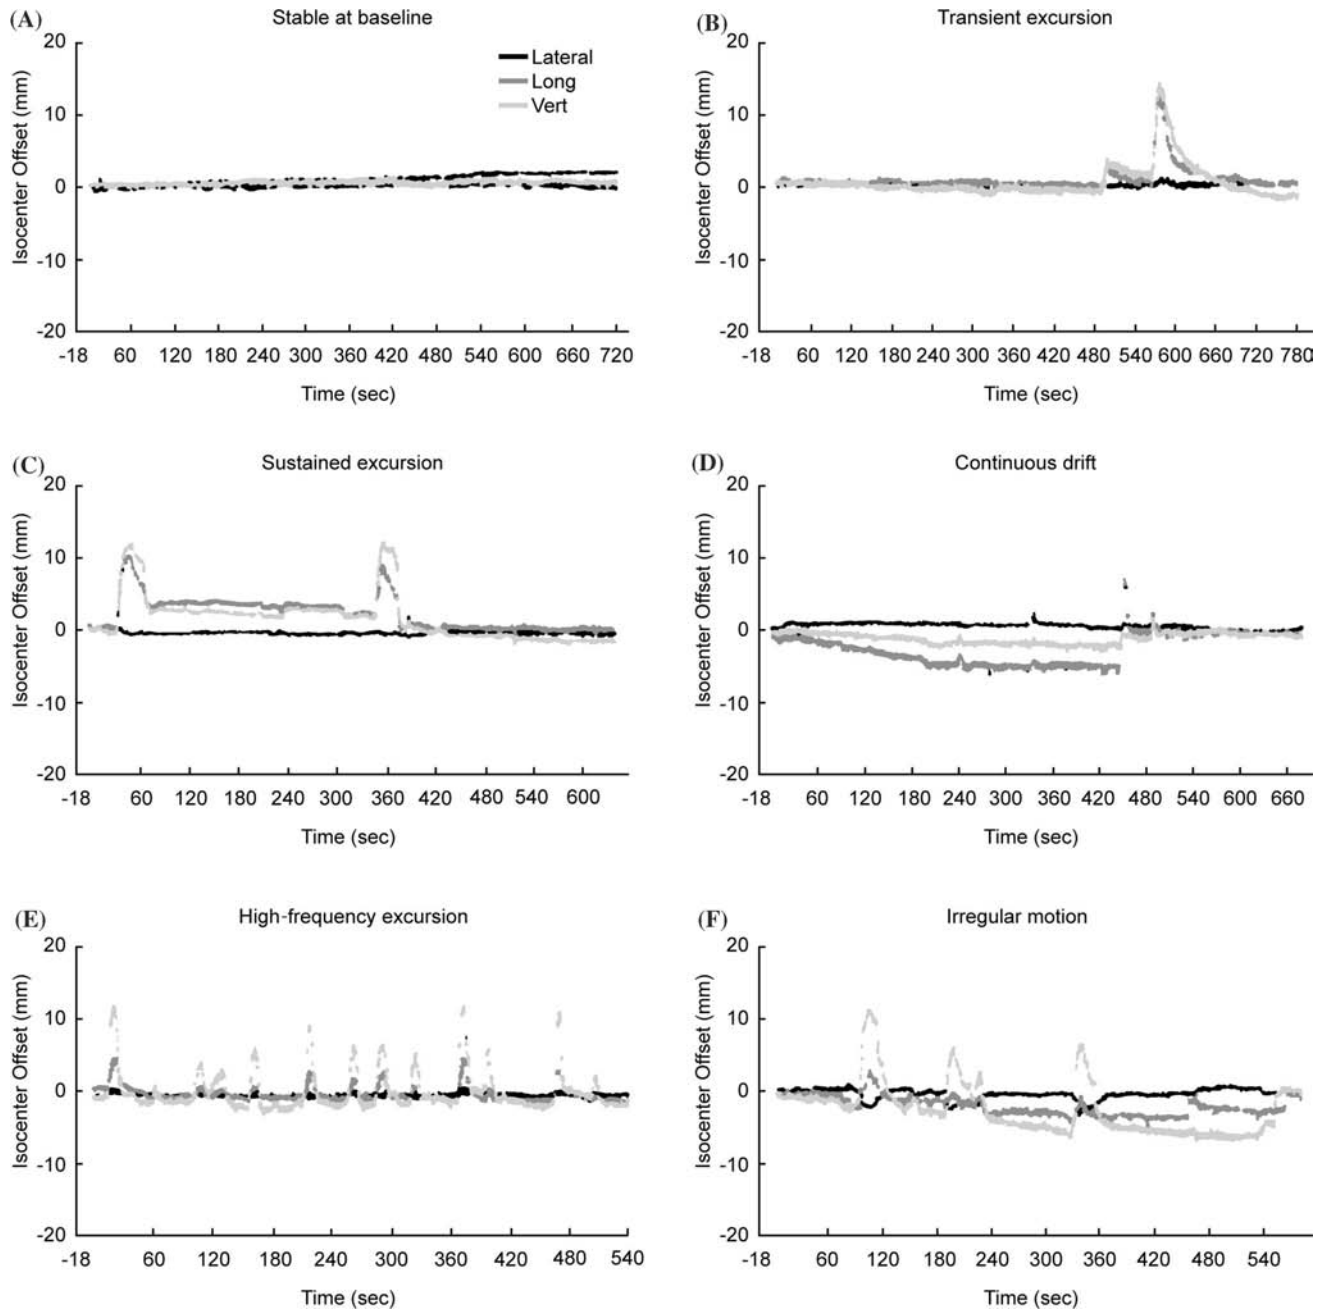 (A) Stable at baseline
20
10
0
-10
-20
Isocenter Offset (mm)
Lateral
Long
Vert
-18 60 120 180 240 300 360 420 480 540 600 660 720
Time (sec)
(B) Transient excursion
20
10
0
-10
-20
Isocenter Offset (mm)
-18 60 120 180 240 300 360 420 480 540 600 660 720 780
Time (sec)
(C) Sustained excursion
20
10
0
-10
-20
Isocenter Offset (mm)
-18 60 120 180 240 300 360 420 480 540 600
Time (sec)
(D) Continuous drift
20
10
0
-10
-20
Isocenter Offset (mm)
-18 60 120 180 240 300 360 420 480 540 600 660
Time (sec)
(E) High-frequency excursion
20
10
0
-10
-20
Isocenter Offset (mm)
-18 60 120 180 240 300 360 420 480 540
Time (sec)
(F) Irregular motion
20
10
0
-10
-20
Isocenter Offset (mm)
-18 60 120 180 240 300 360 420 480 540
Time (sec)